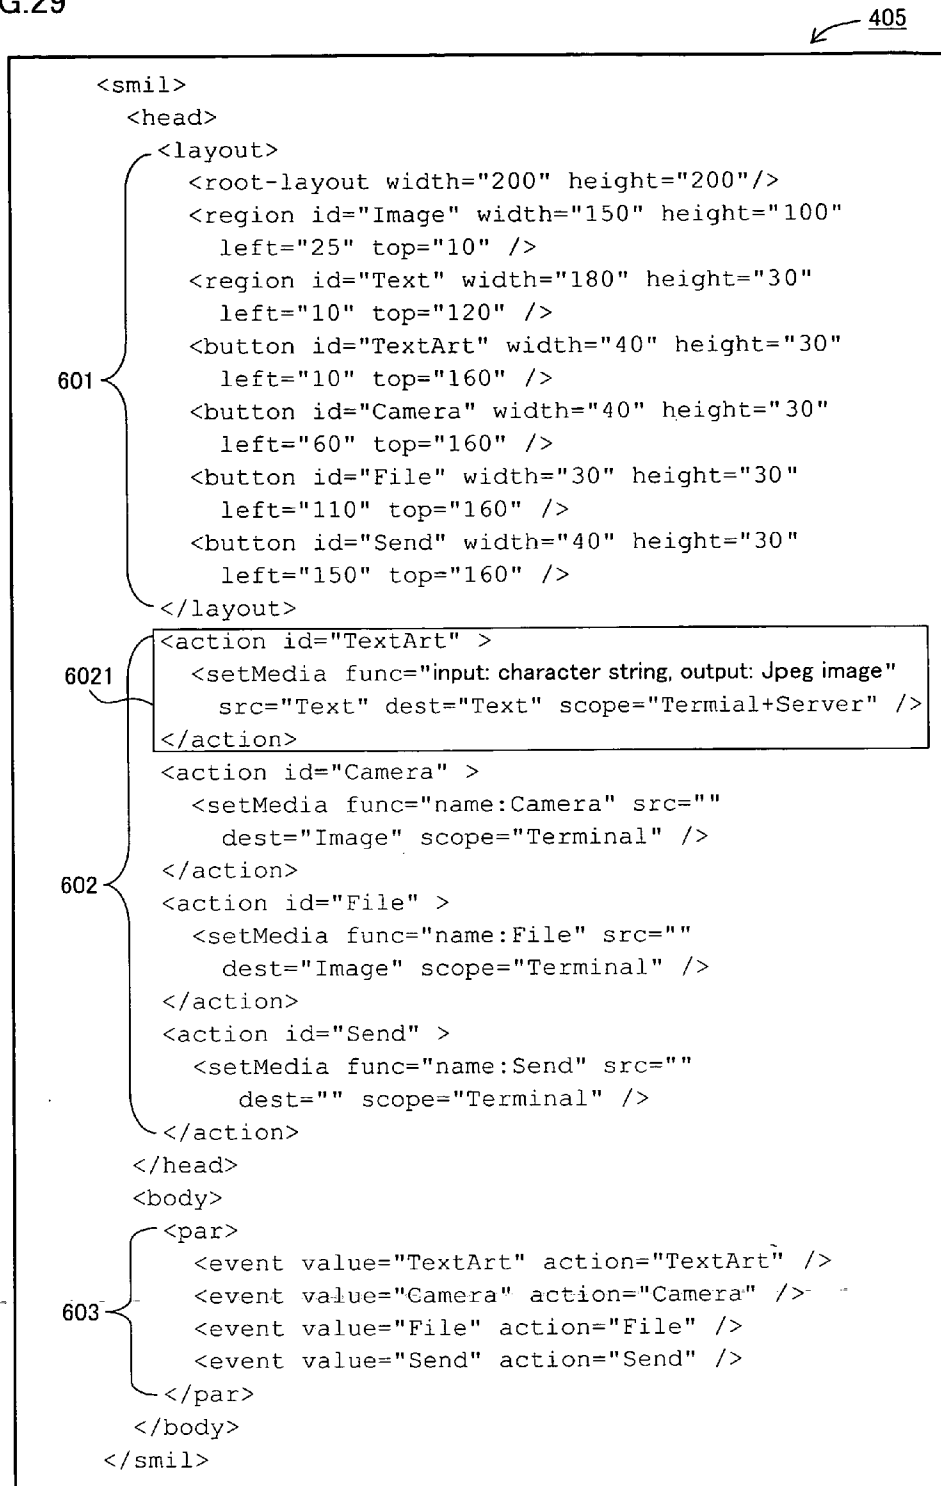 G.29
405
<smil>
<head>
<layout>
<root-layout width="200" height="200"/>
<region id="Image" width="150" height="100"
left="25" top="10" />
<region id="Text" width="180" height="30"
left="10" top="120" />
<button id="TextArt" width="40" height="30"
601
left="10" top="160" />
<button id="Camera" width="40" height="30"
left="60" top="160" />
<button id="File" width="30" height="30"
left="110" top="160" />
<button id="Send" width="40" height="30"
left="150" top="160" />
</layout>
<action id="TextArt" >
6021
<setMedia func="input: character string, output: Jpeg image"
src="Text" dest="Text" scope="Termial+Server" />
</action>
<action id="Camera" >
<setMedia func="name:Camera" src=""
dest="Image" scope="Terminal" />
</action>
602
<action id="File" >
<setMedia func="name:File" src=""
dest="Image" scope="Terminal" />
</action>
<action id="Send" >
<setMedia func="name:Send" src=""
dest="" scope="Terminal" />
</action>
</head>
<body>
<par>
<event value="TextArt" action="TextArt" />
<event value="Camera" action="Camera" />
603
<event value="File" action="File" />
<event value="Send" action="Send" />
</par>
</body>
</smil>